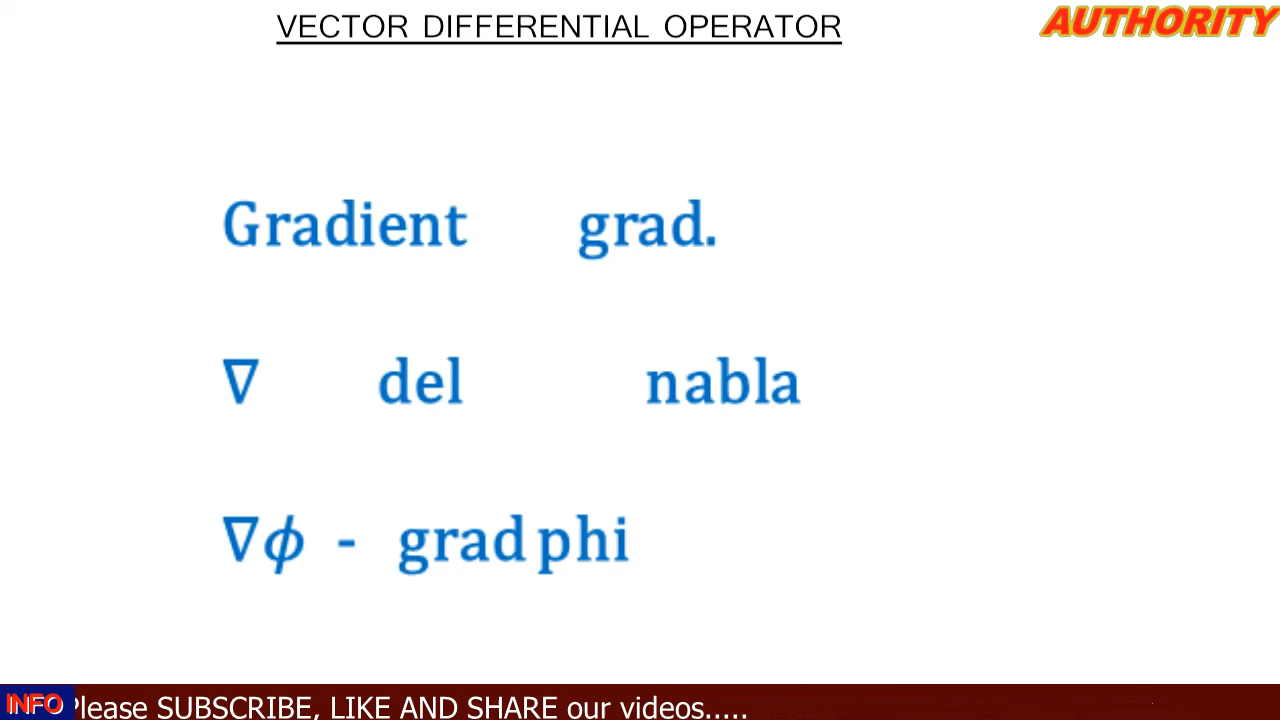 VECTOR DIFFERENTIAL OPERATOR
AUTHORITY
Gradient grad.
∇ del nabla
∇ϕ - grad phi
INFO Please SUBSCRIBE, LIKE AND SHARE our videos.....